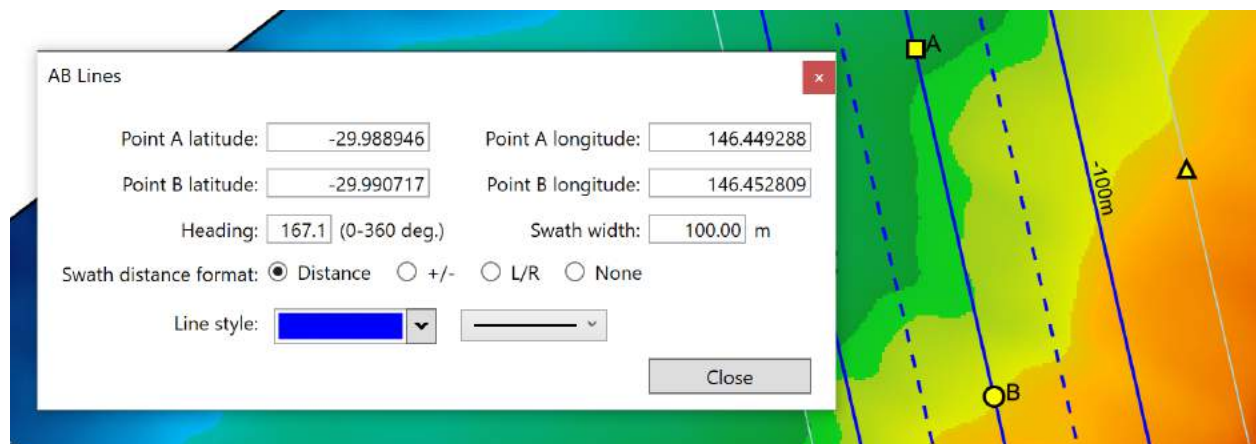 AB Lines
Point A latitude: -29.988946 Point A longitude: 146.449288
Point B latitude: -29.990717 Point B longitude: 146.452809
Heading: 167.1 (0-360 deg.) Swath width: 100.00 m
Swath distance format: Distance +/- L/R None
Line style:
Close
A
-100m
B